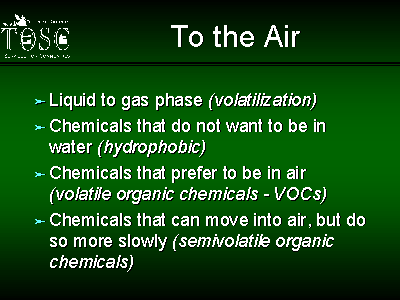 TOSC
To the Air
Liquid to gas phase (volatilization)
Chemicals that do not want to be in
water (hydrophobic)
Chemicals that prefer to be in air
(volatile organic chemicals - VOCs)
Chemicals that can move into air, but do
so more slowly (semivolatile organic
chemicals)